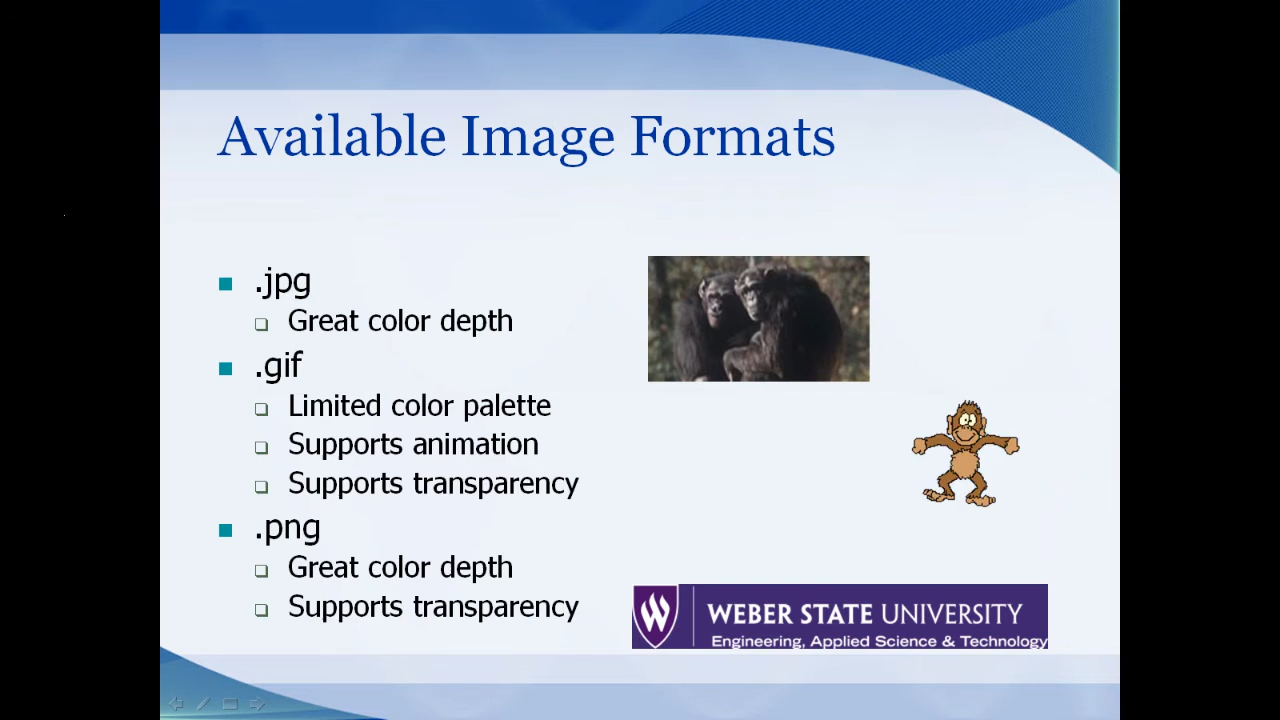 Available Image Formats
.jpg
Great color depth
.gif
Limited color palette
Supports animation
Supports transparency
.png
Great color depth
Supports transparency
WEBER STATE UNIVERSITY
Engineering, Applied Science & Technology